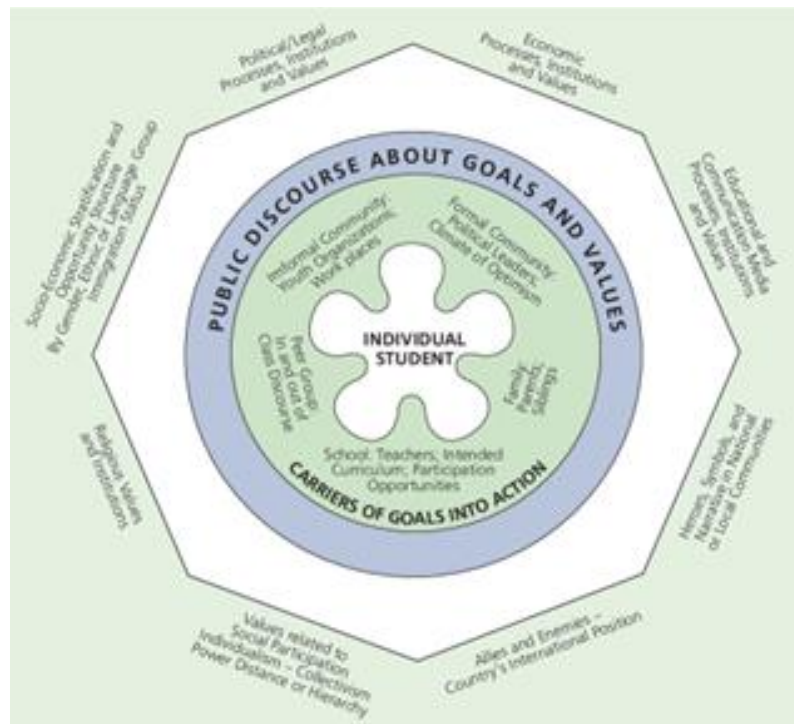 Political/Legal
Processes, Institutions
and Values
Economic
Processes, Institutions
and Values
Educational and
Communication Media
Processes, Institutions
and Values
Heroes, Symbols, and
Narrative in National
or Local Communities
Allies and Enemies –
Country's International Position
Values related to
Social Participation
Individualism – Collectivism
Power Distance or Hierarchy
Religious Values
and Institutions
Socio-Economic Stratification and
Opportunity Structure
By Gender, Ethnic or Language Group
Immigration Status
PUBLIC DISCOURSE ABOUT GOALS AND VALUES
Imformal Community:
Youth Organizations,
Work places
Formal Community:
Political Leaders,
Climate of Optimism
INDIVIDUAL
STUDENT
Family:
Parents,
Siblings
Peer Group:
In and out of
Class Discourse
School: Teachers; Intended
Curriculum; Participation
Opportunities
CARRIERS OF GOALS INTO ACTION